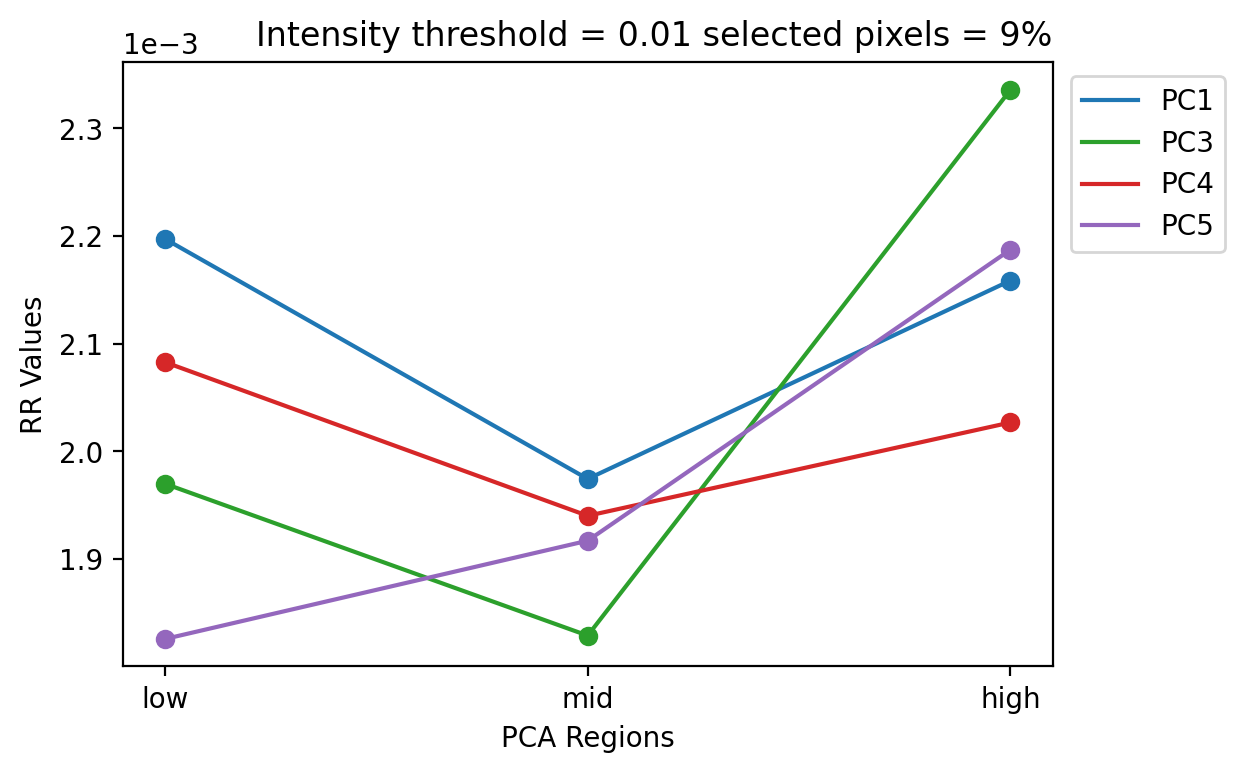 1e−3
Intensity threshold = 0.01 selected pixels = 9%
PC1
PC3
PC4
PC5
2.3
2.2
2.1
2.0
1.9
RR Values
low
mid
high
PCA Regions